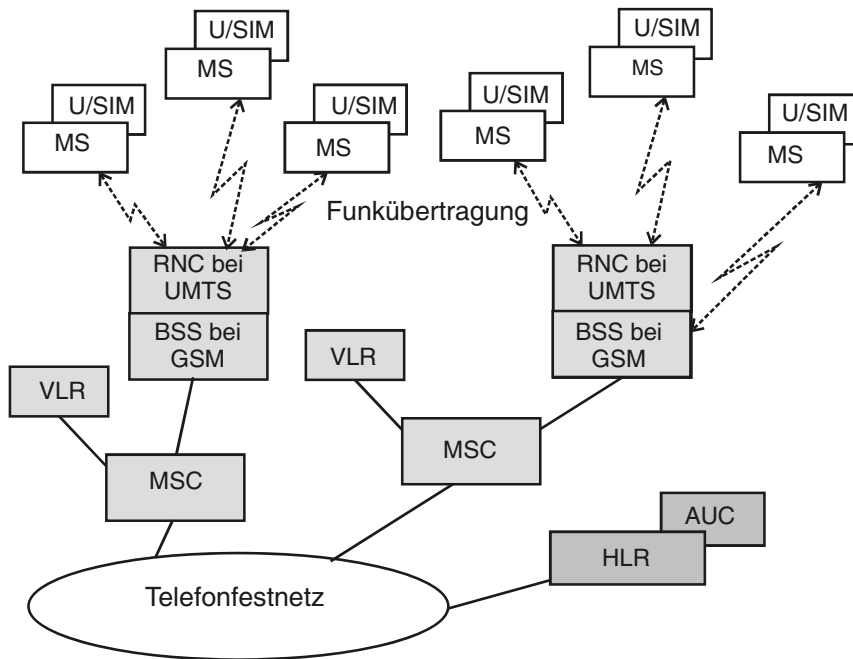 U/SIM
MS
U/SIM
MS
U/SIM
MS
U/SIM
MS
U/SIM
MS
U/SIM
MS
Funkübertragung
RNC bei
UMTS
BSS bei
GSM
RNC bei
UMTS
BSS bei
GSM
VLR
VLR
MSC
MSC
AUC
HLR
Telefonfestnetz